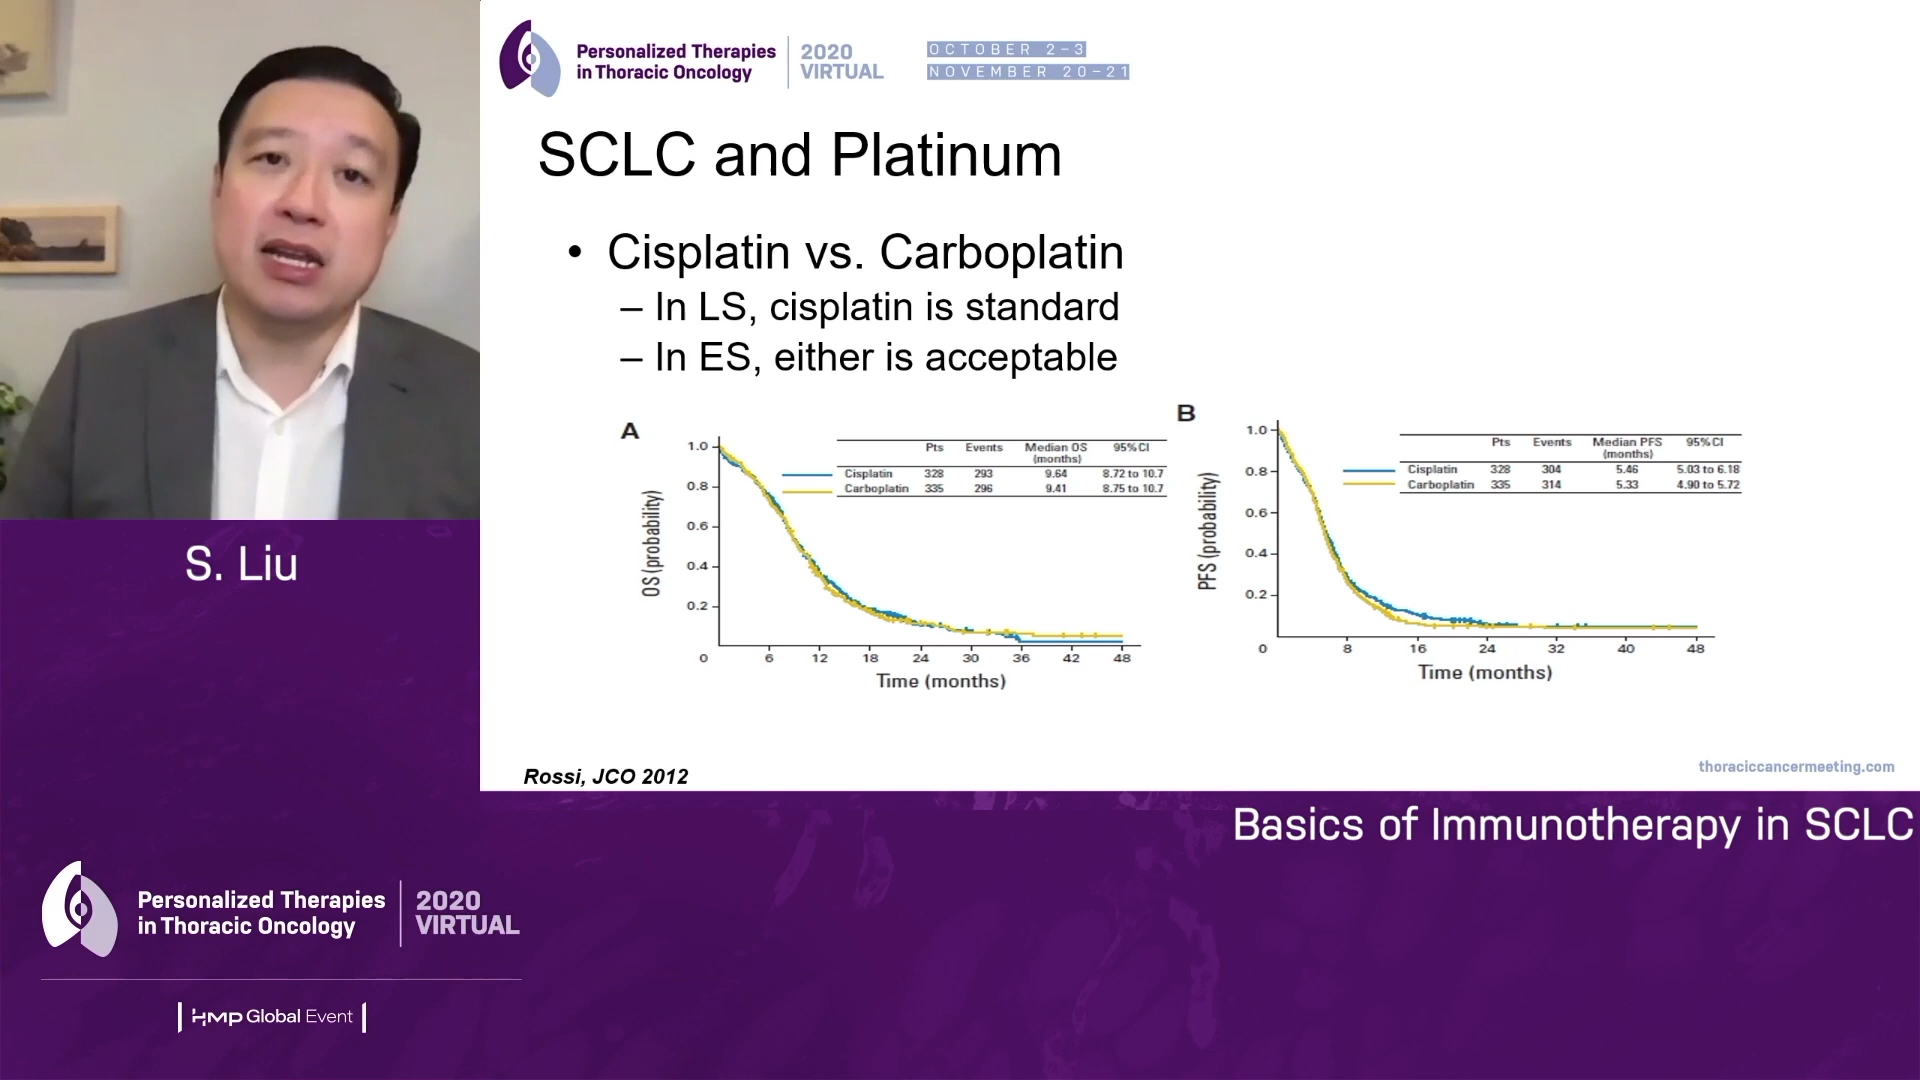 Personalized Therapies
in Thoracic Oncology
2020
VIRTUAL
OCTOBER 2–3
NOVEMBER 20–21
SCLC and Platinum
• Cisplatin vs. Carboplatin
– In LS, cisplatin is standard
– In ES, either is acceptable
A
Pts Events Median OS (months) 95% CI
Cisplatin 328 293 9.64 8.72 to 10.7
Carboplatin 335 296 9.41 8.75 to 10.7
OS (probability)
1.0
0.8
0.6
0.4
0.2
0 6 12 18 24 30 36 42 48
Time (months)
B
Pts Events Median PFS (months) 95% CI
Cisplatin 328 304 5.46 5.03 to 6.18
Carboplatin 335 314 5.33 4.90 to 5.72
PFS (probability)
1.0
0.8
0.6
0.4
0.2
0 8 16 24 32 40 48
Time (months)
Rossi, JCO 2012
thoraciccancermeeting.com
S. Liu
Basics of Immunotherapy in SCLC
Personalized Therapies
in Thoracic Oncology
2020
VIRTUAL
HMP Global Event